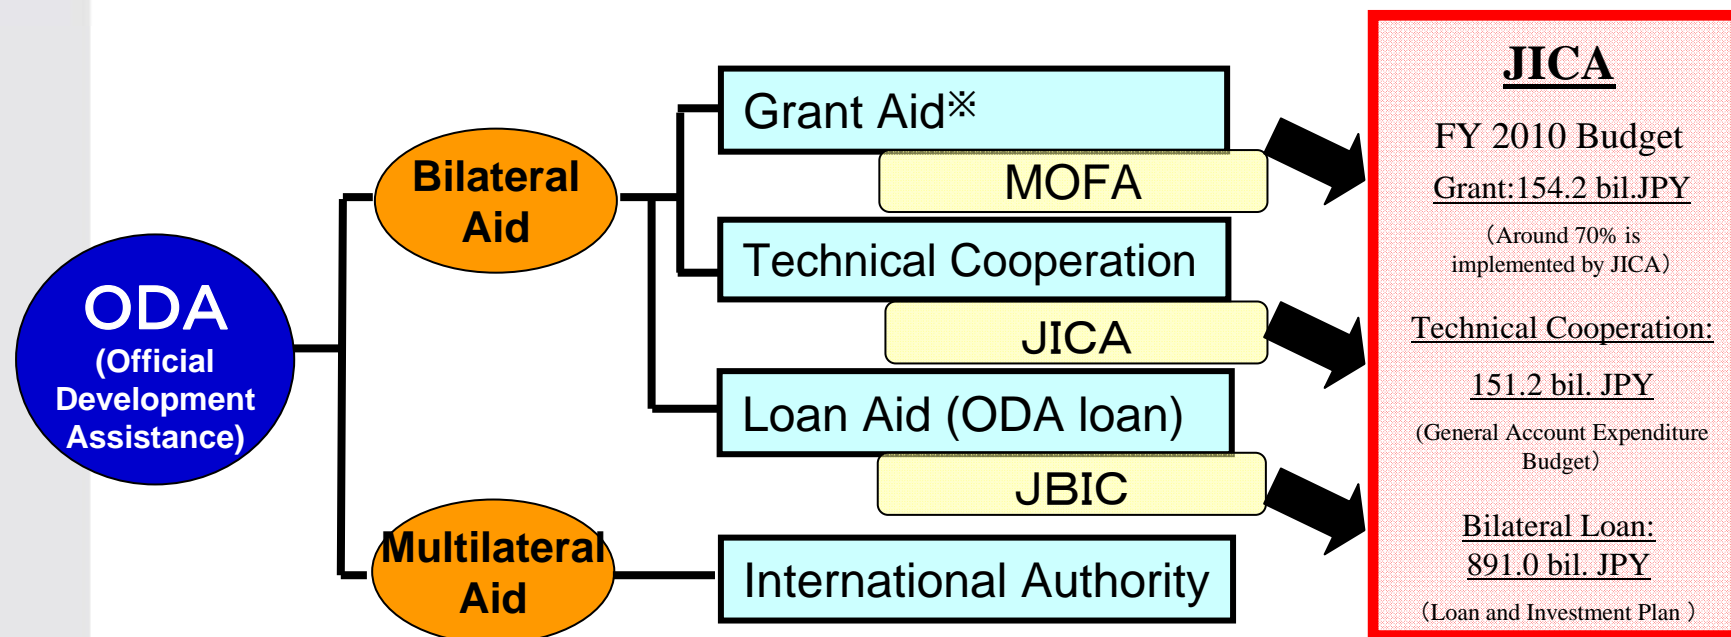 ODA
(Official
Development
Assistance)
Bilateral
Aid
Multilateral
Aid
Grant Aid※
MOFA
Technical Cooperation
JICA
Loan Aid (ODA loan)
JBIC
International Authority
JICA
FY 2010 Budget
Grant:154.2 bil.JPY
（Around 70% is
implemented by JICA）
Technical Cooperation:
151.2 bil. JPY
(General Account Expenditure
Budget）
Bilateral Loan:
891.0 bil. JPY
（Loan and Investment Plan ）